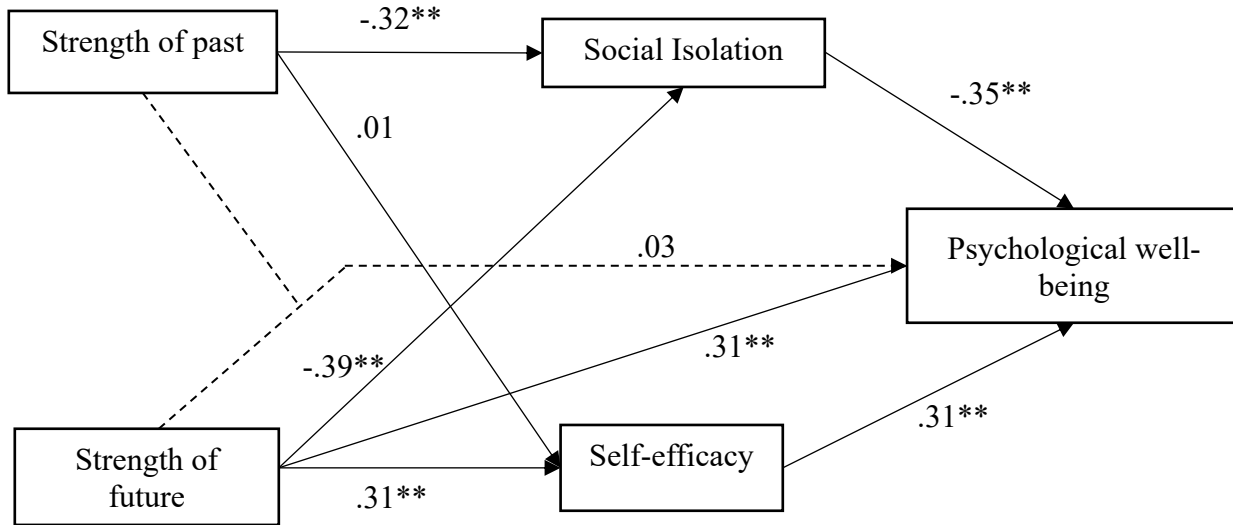 Strength of past
-.32**
Social Isolation
-.35**
.01
.03
Psychological well-
being
-.39**
.31**
Strength of
future
.31**
Self-efficacy
.31**